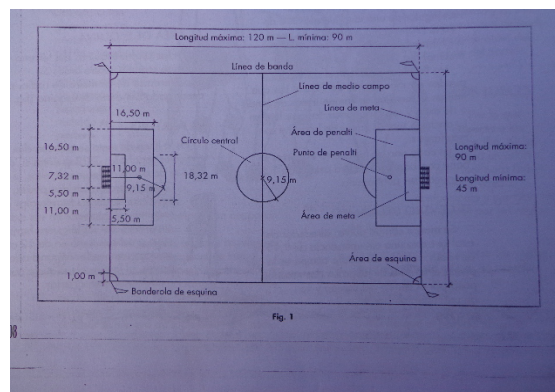 Longitud máxima: 120 m — L. mínima: 90 m
Línea de banda
Línea de medio campo
Línea de meta
16,50 m
Área de penalti
Círculo central
Punto de penalti
16,50 m
Longitud máxima:
90 m
7,32 m
11,00 m
18,32 m
9,15 m
9,15 m
Longitud mínima:
45 m
5,50 m
11,00 m
5,50 m
Área de meta
Área de esquina
1,00 m
Banderola de esquina
Fig. 1